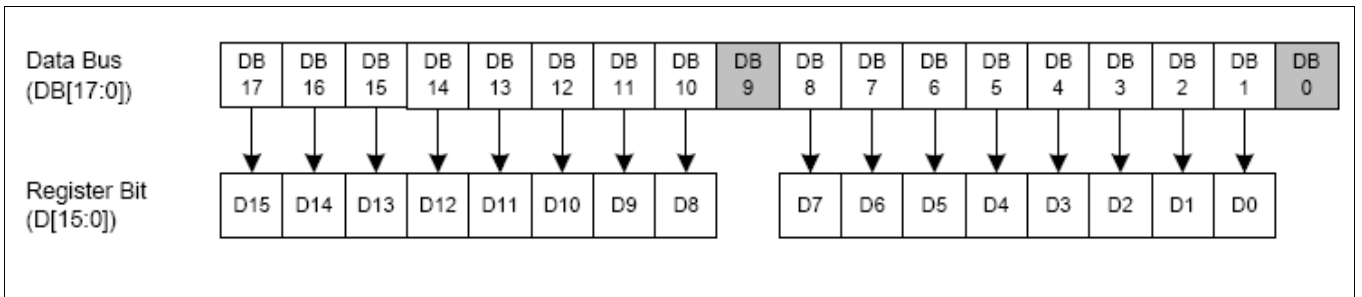 Data Bus
(DB[17:0])
DB 17 DB 16 DB 15 DB 14 DB 13 DB 12 DB 11 DB 10 DB 9 DB 8 DB 7 DB 6 DB 5 DB 4 DB 3 DB 2 DB 1 DB 0
Register Bit
(D[15:0])
D15 D14 D13 D12 D11 D10 D9 D8 D7 D6 D5 D4 D3 D2 D1 D0